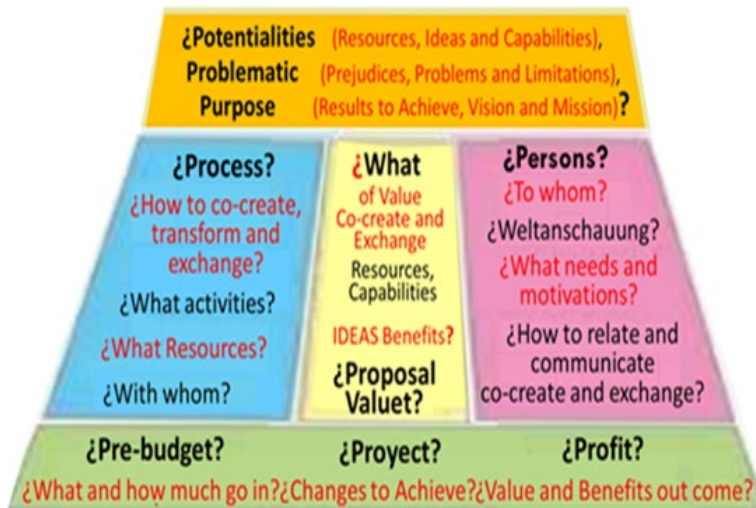 ¿Potentialities (Resources, Ideas and Capabilities),
Problematic (Prejudices, Problems and Limitations),
Purpose (Results to Achieve, Vision and Mission)?
¿Process?
¿How to co-create,
transform and
exchange?
¿What activities?
¿What Resources?
¿With whom?
¿What
of Value
Co-create and
Exchange
Resources,
Capabilities
IDEAS Benefits?
¿Proposal
Valuet?
¿Persons?
¿To whom?
¿Weltanschauung?
¿What needs and
motivations?
¿How to relate and
communicate
co-create and exchange?
¿Pre-budget? ¿Proyect? ¿Profit?
¿What and how much go in?¿Changes to Achieve?¿Value and Benefits out come?